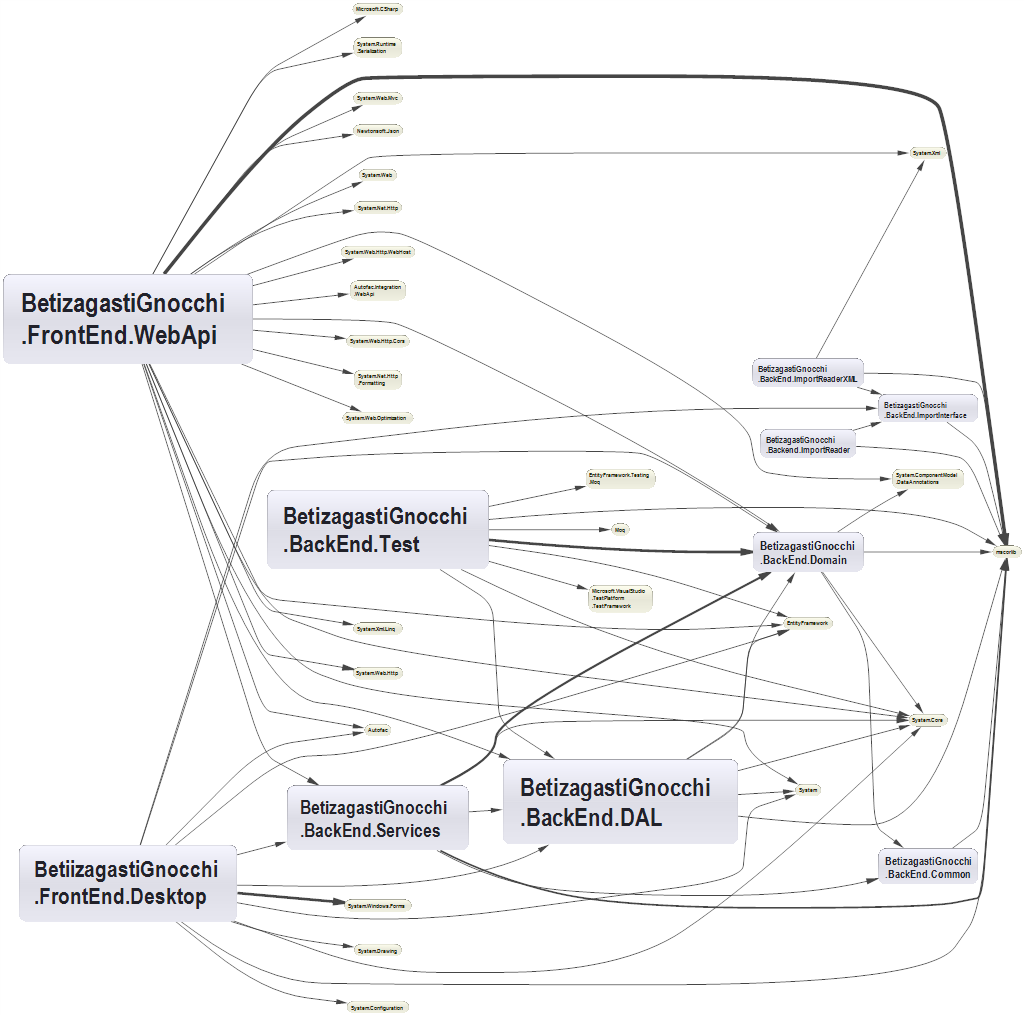 Microsoft.CSharp
System.Runtime
.Serialization
System.Web.Mvc
Newtonsoft.Json
System.Xml
System.Web
System.Net.Http
System.Web.Http.WebHost
Autofac.Integration
.WebApi
BetizagastiGnocchi
.FrontEnd.WebApi
System.Web.Http.Cors
System.Net.Http
.Formatting
System.Web.Optimization
BetizagastiGnocchi
.BackEnd.ImportReaderXML
BetizagastiGnocchi
.BackEnd.ImportInterface
BetizagastiGnocchi
.Backend.ImportReader
EntityFramework.Testing
.Moq
System.ComponentModel
.DataAnnotations
BetizagastiGnocchi
.BackEnd.Test
Moq
BetizagastiGnocchi
.BackEnd.Domain
mscorlib
Microsoft.VisualStudio
.TestPlatform
.TestFramework
System.Xml.Linq
EntityFramework
System.Web.Http
Autofac
System.Core
BetizagastiGnocchi
.BackEnd.Services
BetizagastiGnocchi
.BackEnd.DAL
System
BetiizagastiGnocchi
.FrontEnd.Desktop
BetizagastiGnocchi
.BackEnd.Common
System.Windows.Forms
System.Drawing
System.Configuration